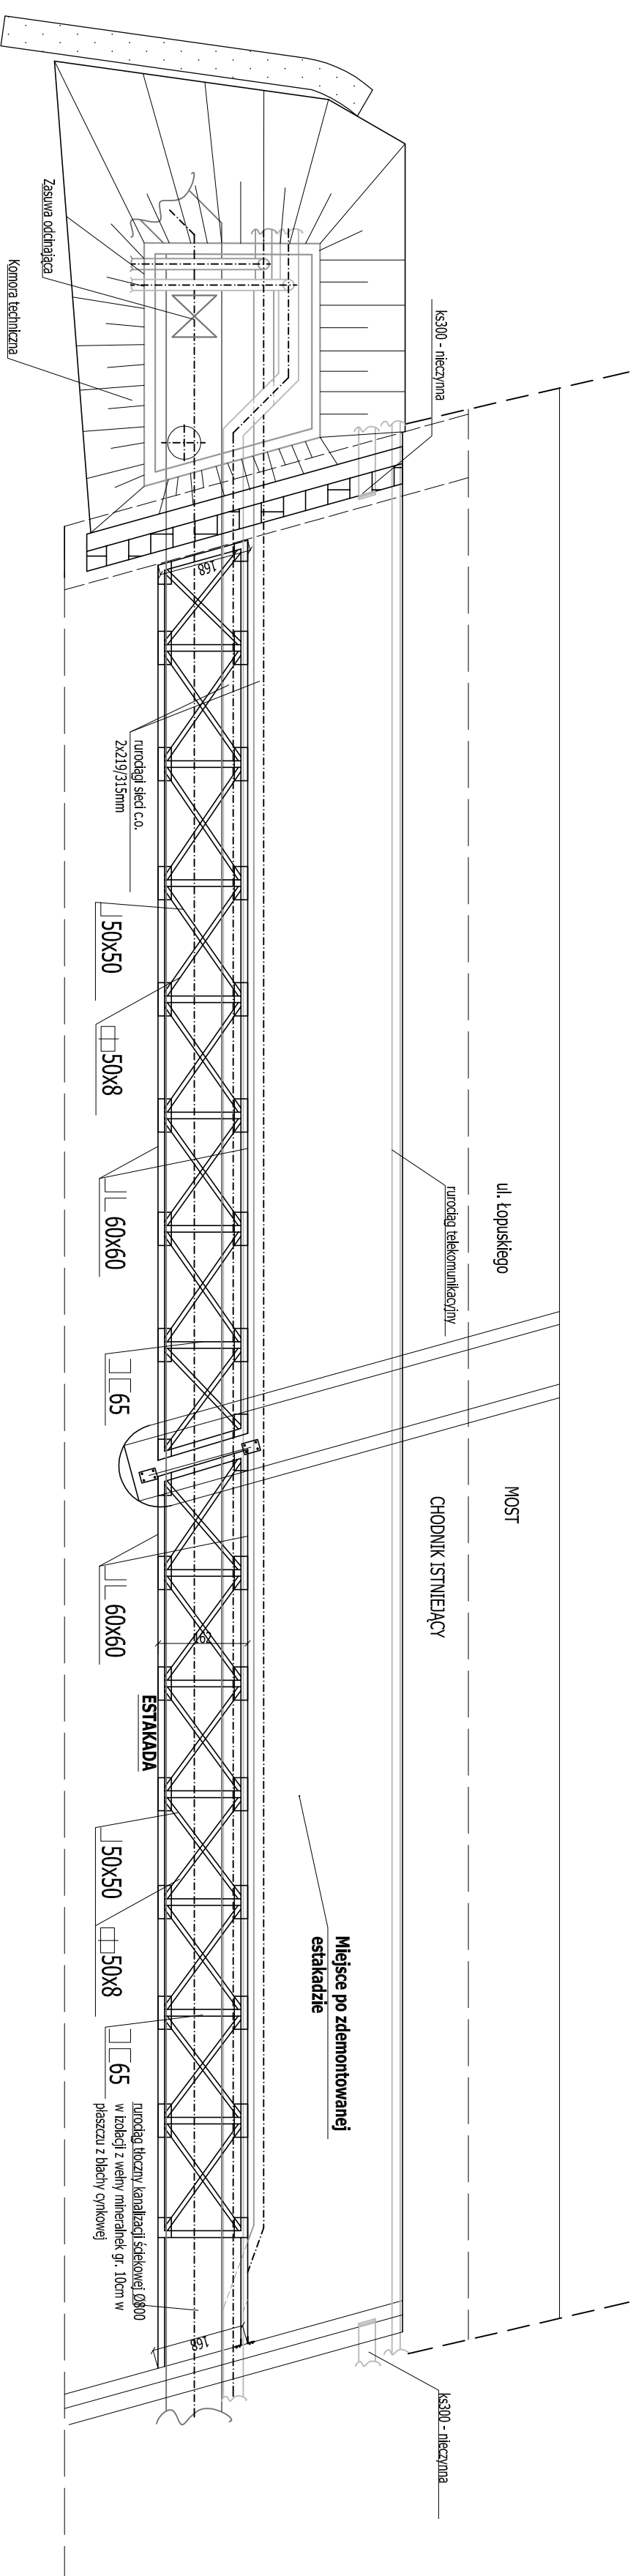 Zasuwa odcinająca
Komora techniczna
ks300 - nieczynna
168
rurociągi sieci c.o.
2x219/315mm
50x50
50x8
60x60
65
rurociąg telekomunikacyjny
ul. Łopuskiego
MOST
CHODNIK ISTNIEJĄCY
60x60
162
ESTAKADA
50x50
50x8
65
Miejsce po zdemontowanej
estakadzie
rurociąg tłoczny kanalizacji ściekowej Ø800
w izolacji z wełny mineralnek gr. 10cm w
płaszczu z blachy cynkowej
168
ks300 - nieczynna